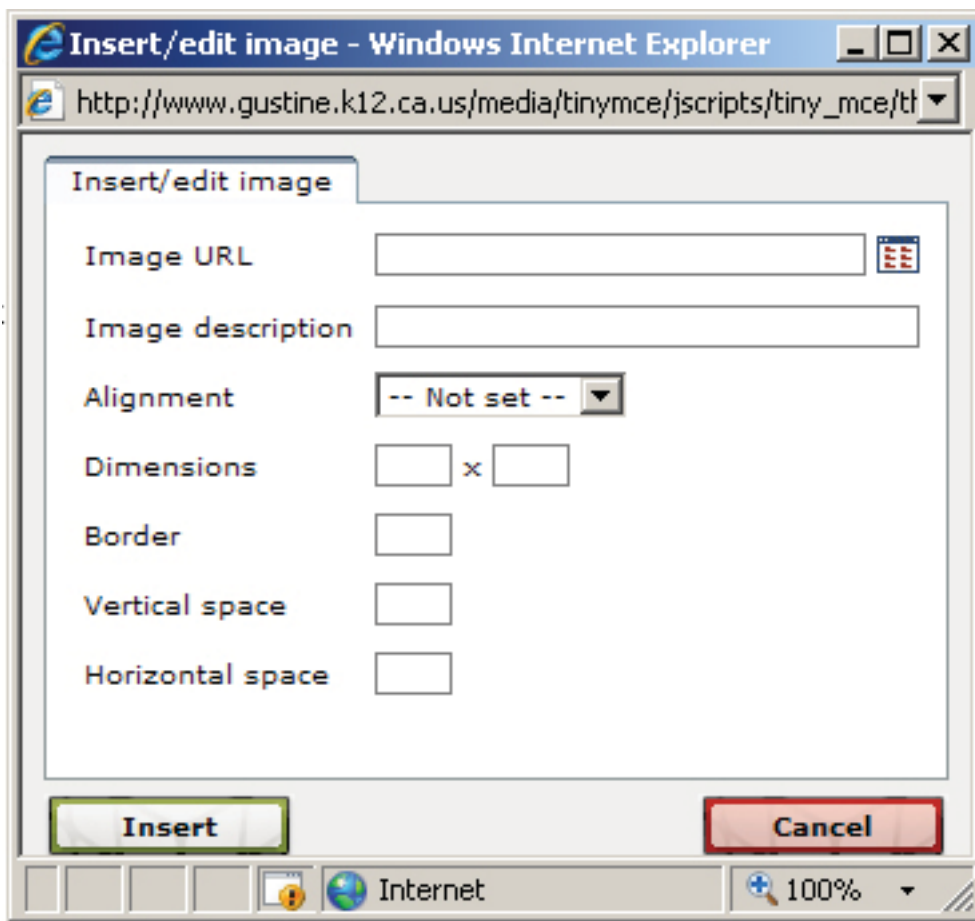 Insert/edit image - Windows Internet Explorer
http://www.gustine.k12.ca.us/media/tinymce/jscripts/tiny_mce/th
Insert/edit image
Image URL
Image description
Alignment -- Not set --
Dimensions x
Border
Vertical space
Horizontal space
Insert Cancel
Internet 100%